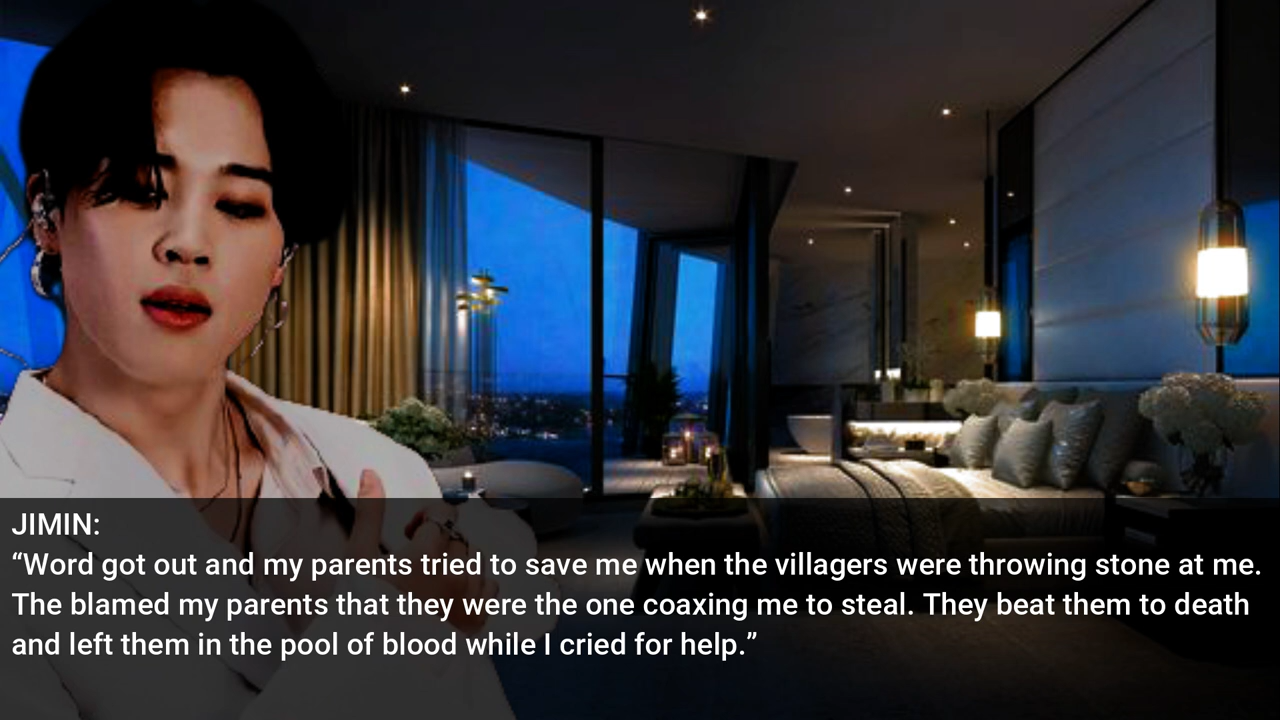 JIMIN:
“Word got out and my parents tried to save me when the villagers were throwing stone at me.
The blamed my parents that they were the one coaxing me to steal. They beat them to death
and left them in the pool of blood while I cried for help.”